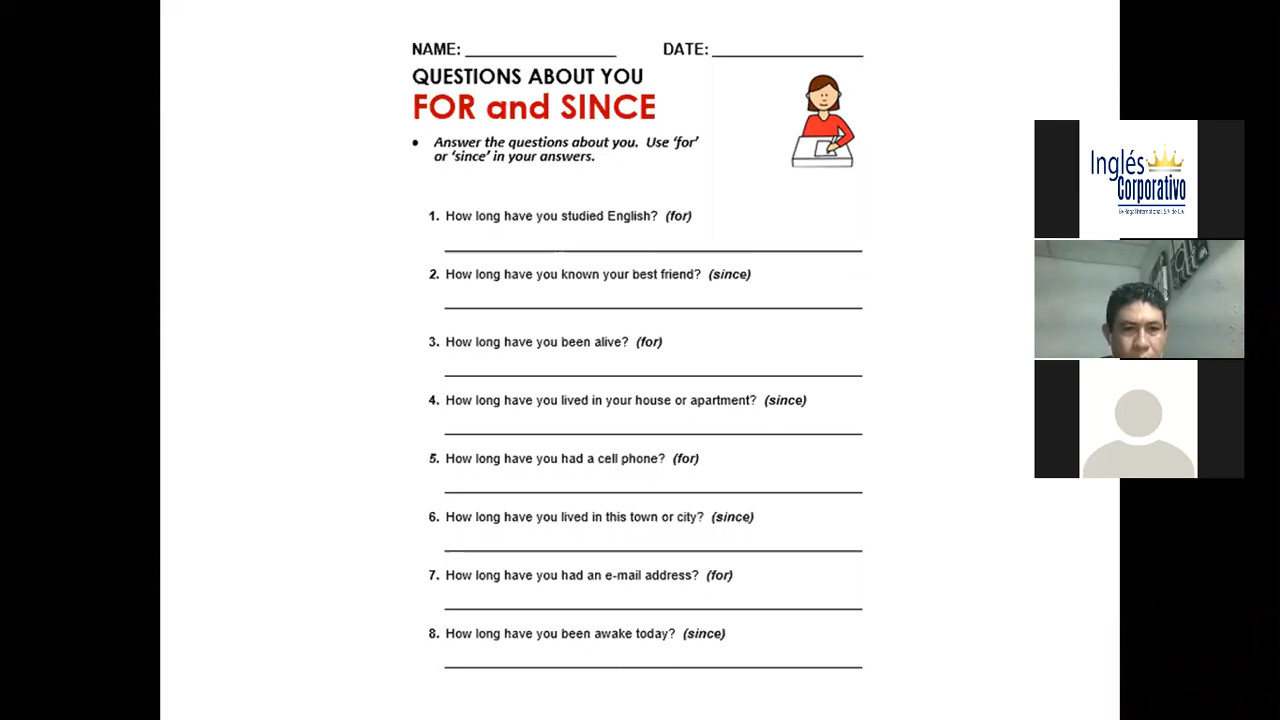 NAME: ________________ DATE: ________________
QUESTIONS ABOUT YOU
FOR and SINCE
• Answer the questions about you. Use ‘for’
or ‘since’ in your answers.
1. How long have you studied English? (for)
2. How long have you known your best friend? (since)
3. How long have you been alive? (for)
4. How long have you lived in your house or apartment? (since)
5. How long have you had a cell phone? (for)
6. How long have you lived in this town or city? (since)
7. How long have you had an e-mail address? (for)
8. How long have you been awake today? (since)
Inglés
Corporativo